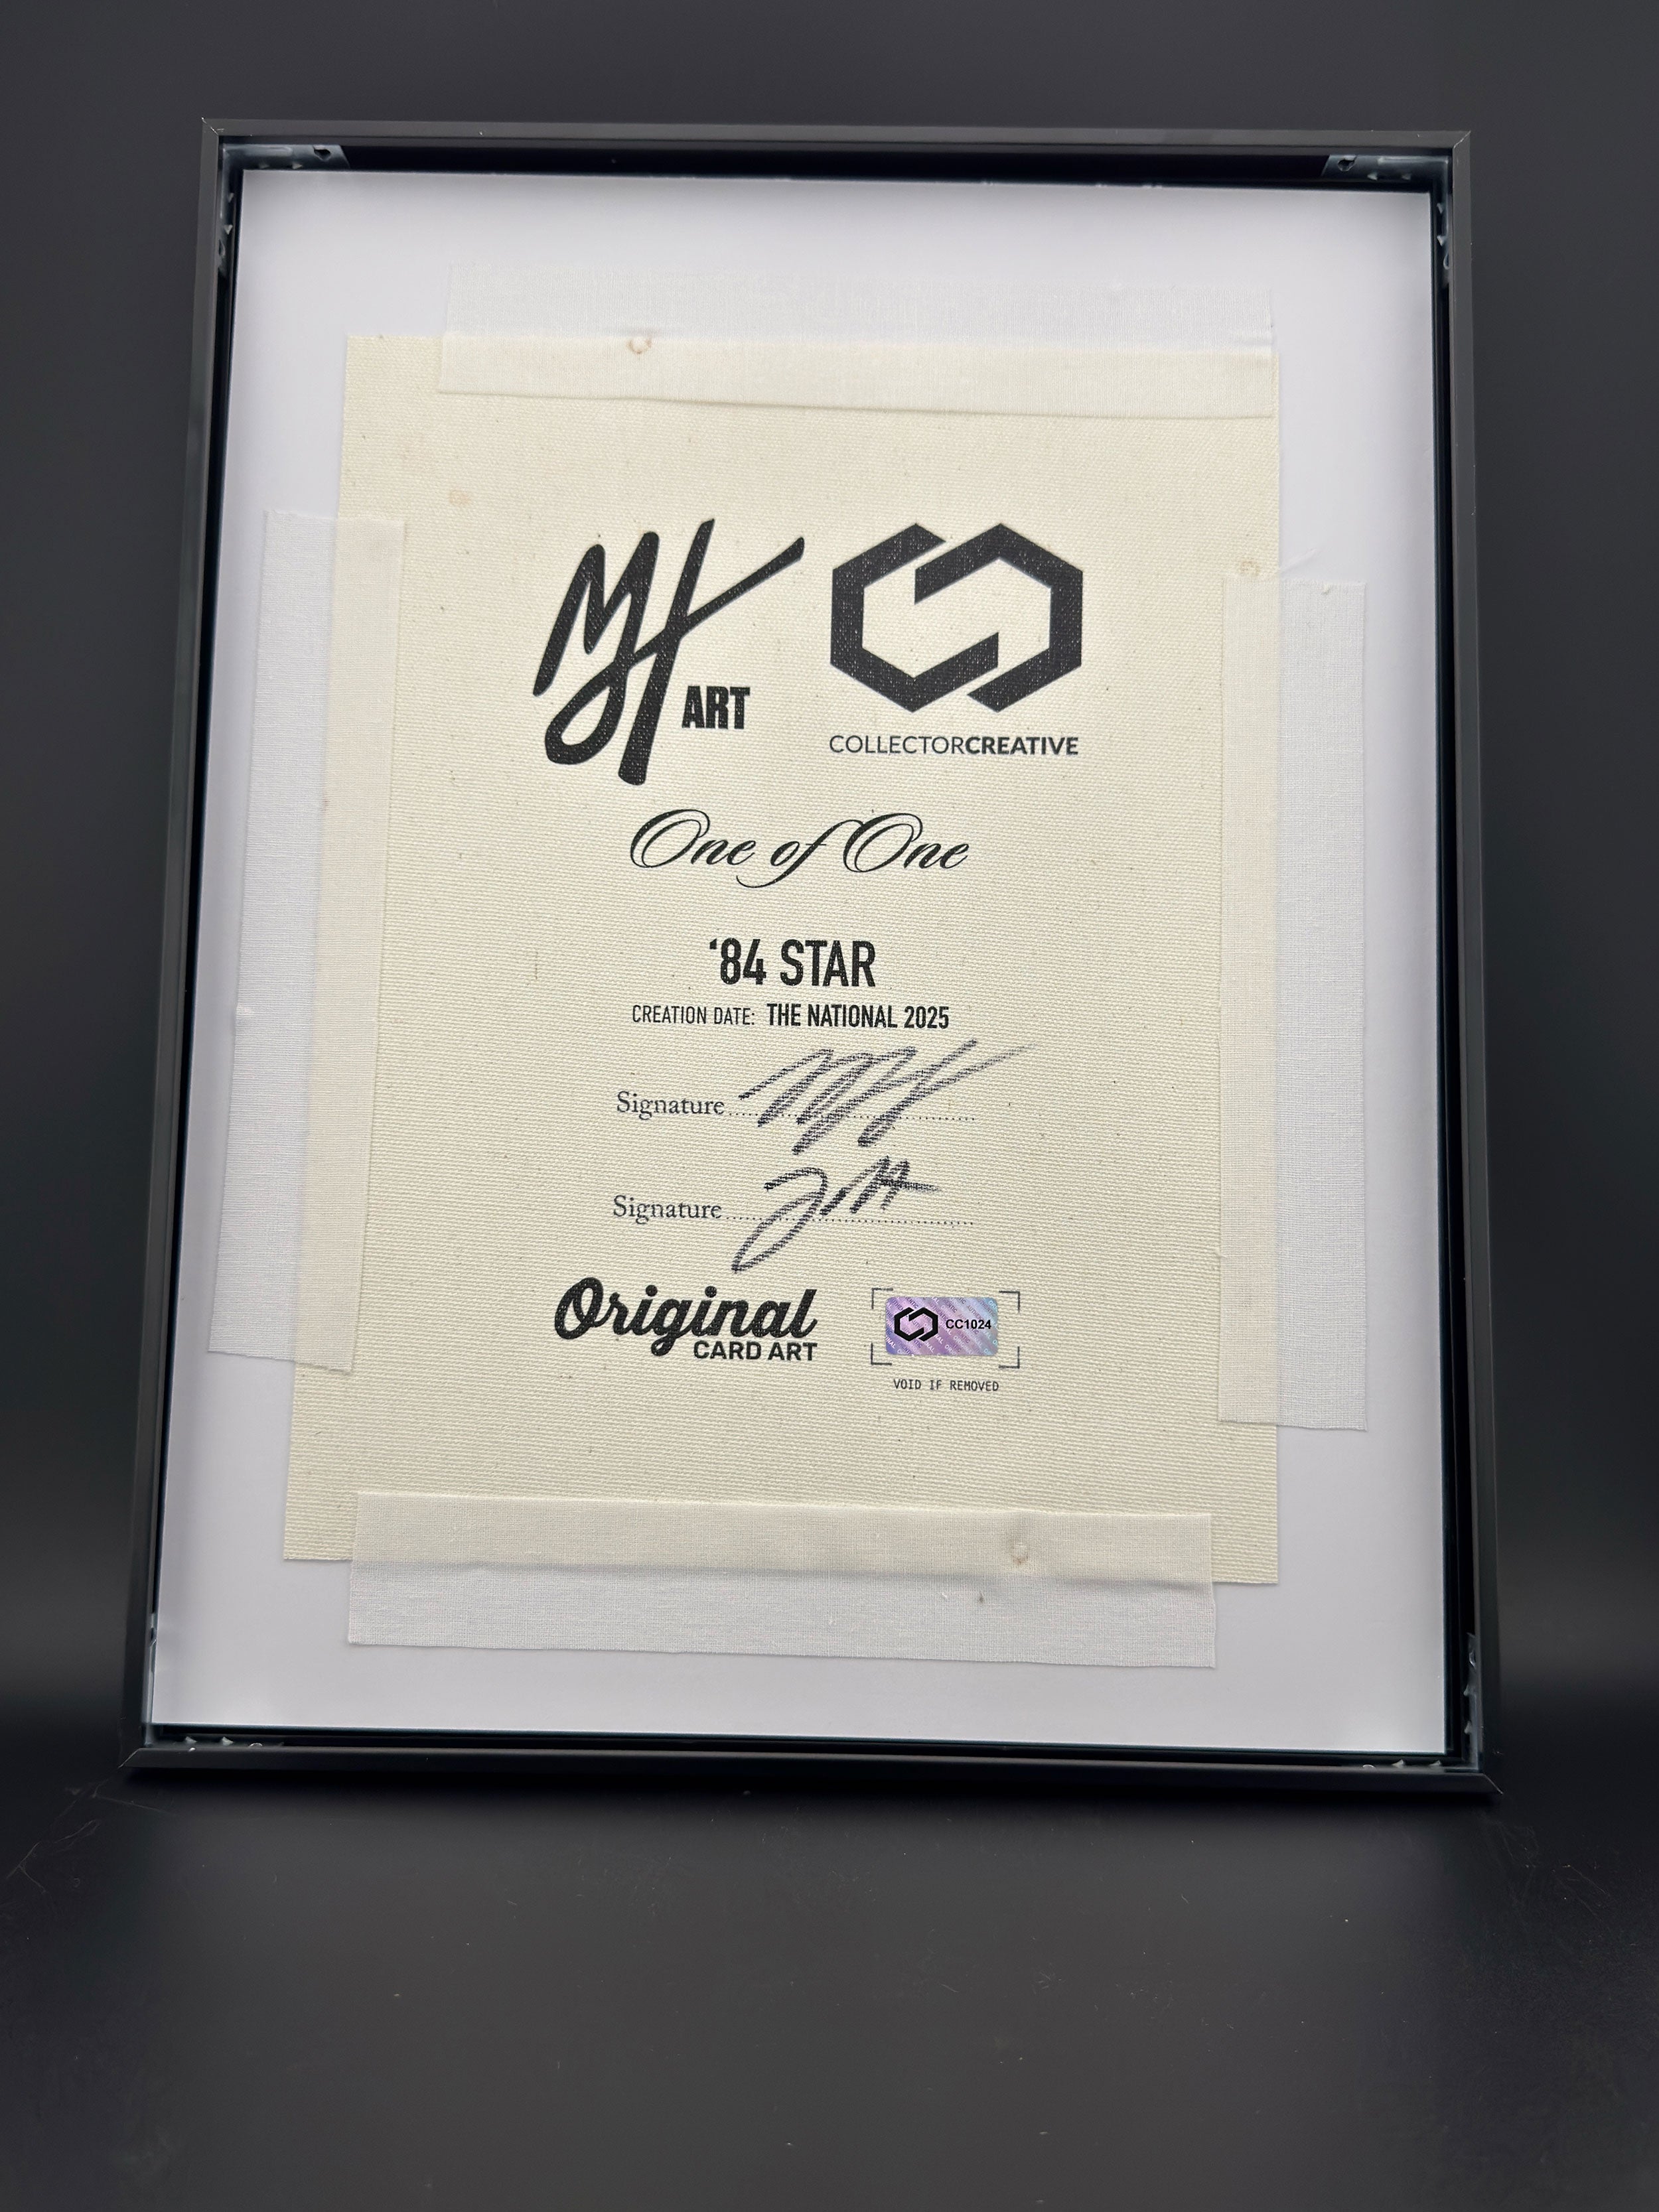 ART
COLLECTORCREATIVE
One of One
‘84 STAR
CREATION DATE: THE NATIONAL 2025
Signature
Signature
Original
CARD ART
CC1024
VOID IF REMOVED